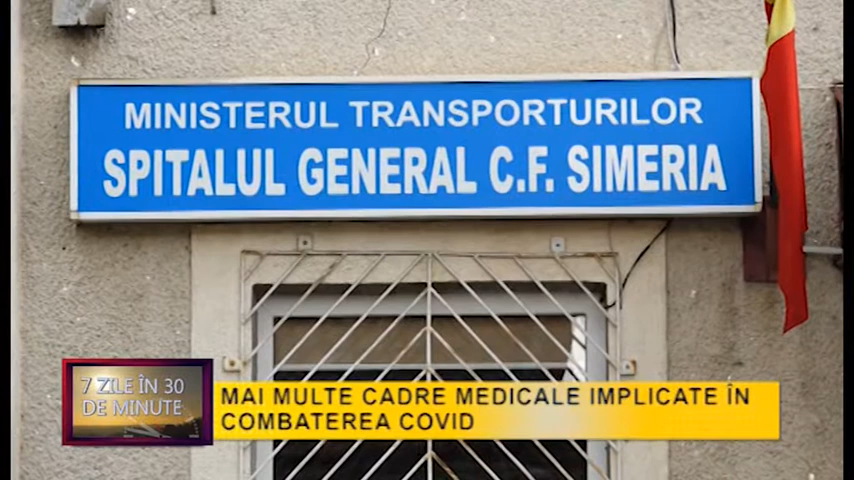 MINISTERUL TRANSPORTURILOR
SPITALUL GENERAL C.F. SIMERIA
7 ZILE ÎN 30
DE MINUTE
MAI MULTE CADRE MEDICALE IMPLICATE ÎN
COMBATEREA COVID